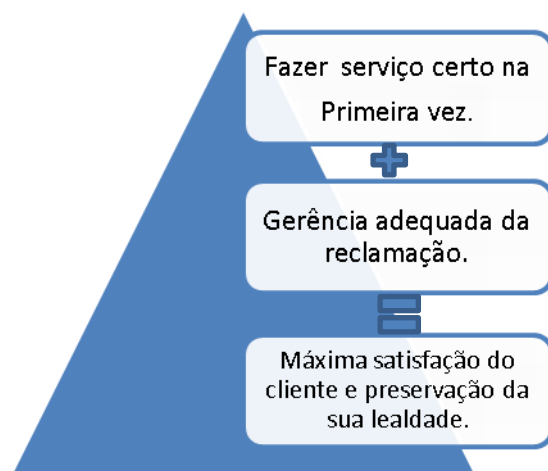 Fazer serviço certo na
Primeira vez.
Gerência adequada da
reclamação.
Máxima satisfação do
cliente e preservação da
sua lealdade.